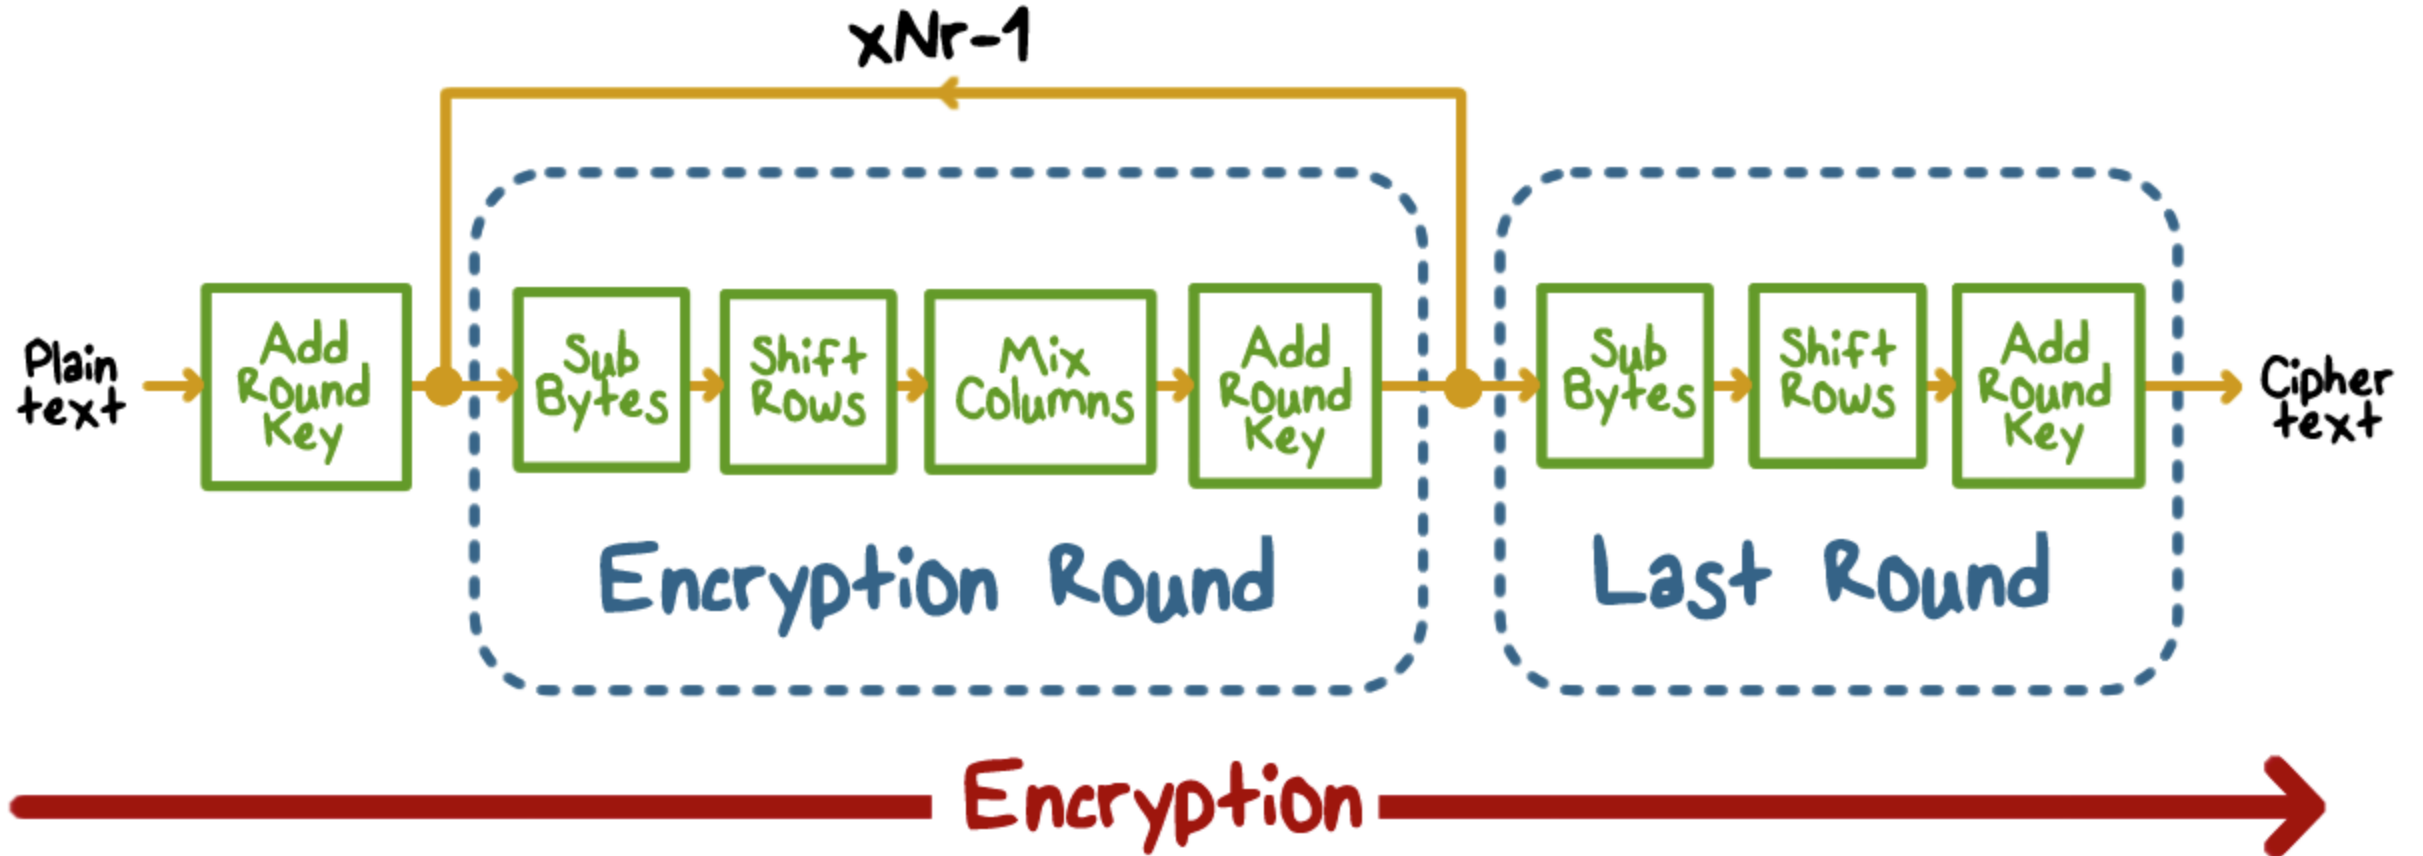 xNr-1
Plain
text
Add
Round
Key
Sub
Bytes
Shift
Rows
Mix
Columns
Add
Round
Key
Encryption Round
Sub
Bytes
Shift
Rows
Add
Round
Key
Last Round
Cipher
text
Encryption